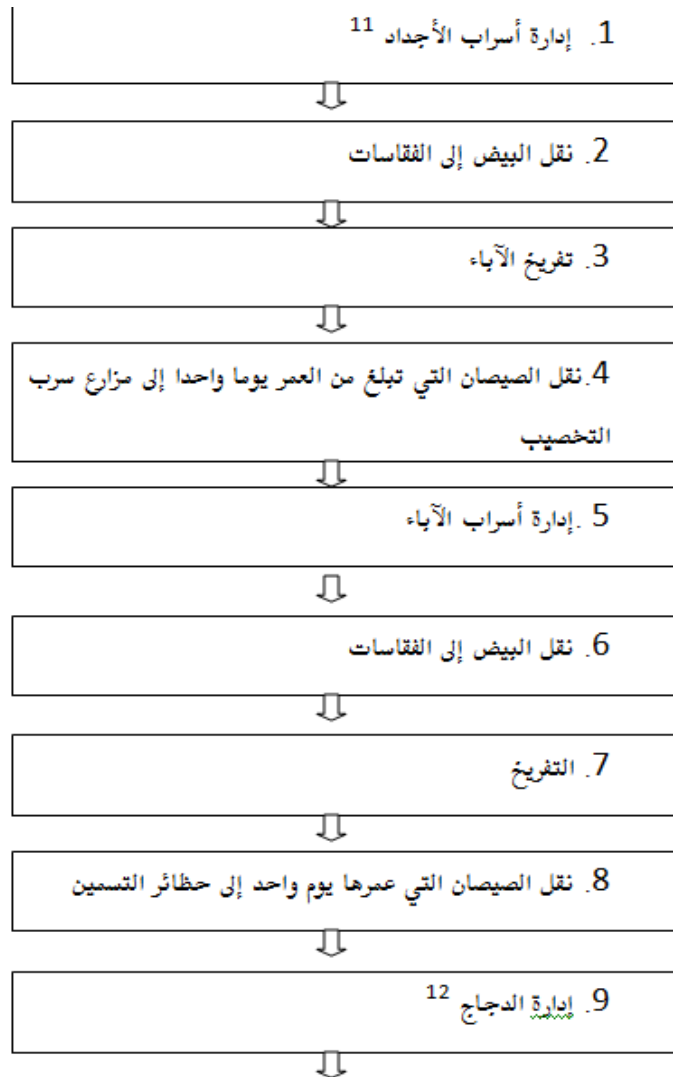 1. إدارة أسراب الأجداد 11
2. نقل البيض إلى الفقاسات
3. تفريخ الآباء
4.نقل الصيصان التي تبلغ من العمر يوما واحدا إلى مزارع سرب
التخصيب
5 .إدارة أسراب الآباء
6. نقل البيض إلى الفقاسات
7. التفريخ
8. نقل الصيصان التي عمرها يوم واحد إلى حظائر التسمين
9. إدارة الدجاج 12